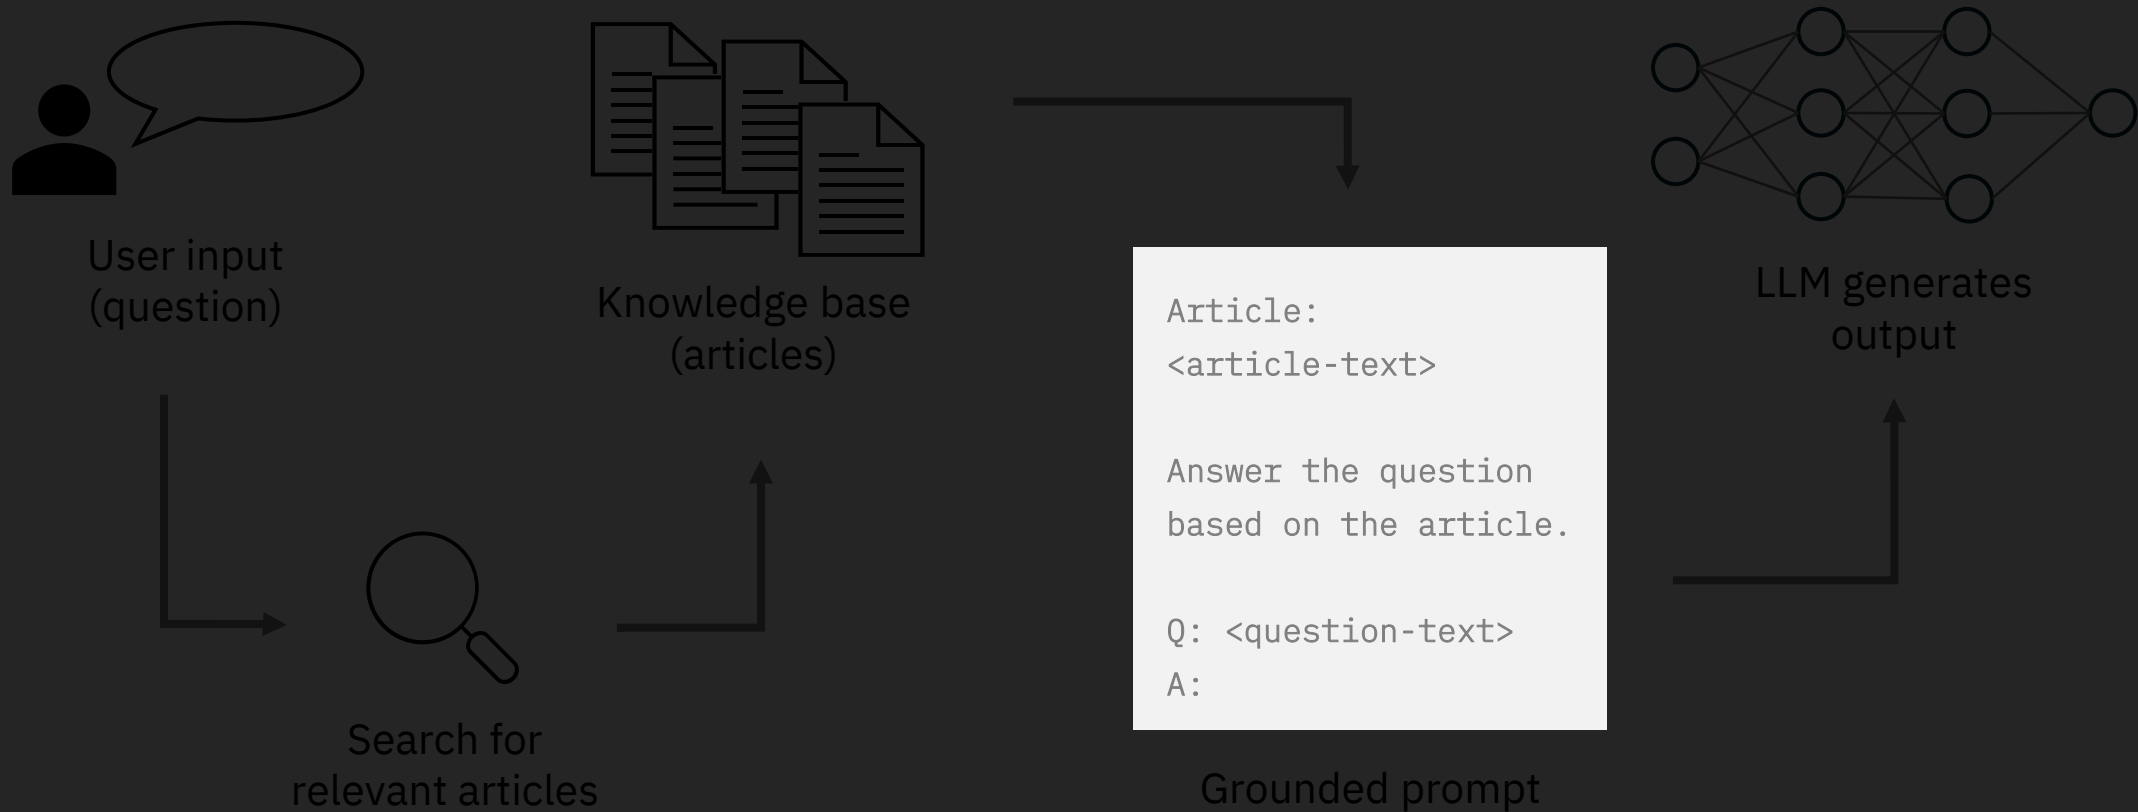 User input
(question)
Search for
relevant articles
Knowledge base
(articles)
Article:
<article-text>
Answer the question
based on the article.
Q: <question-text>
A:
Grounded prompt
LLM generates
output